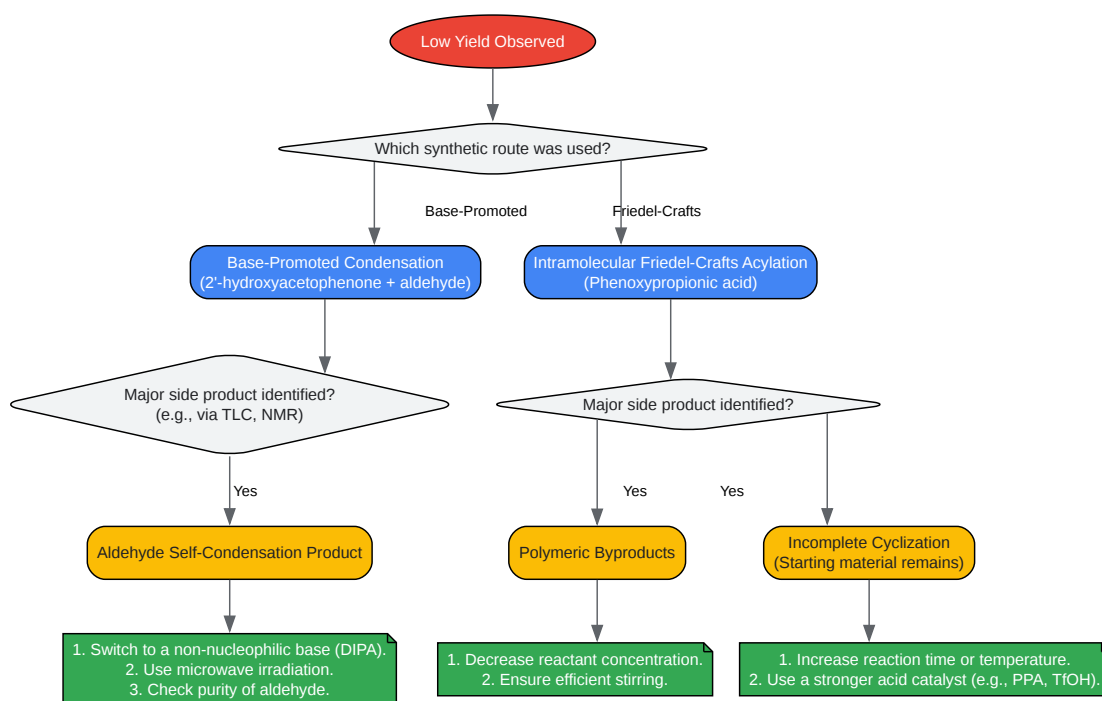 Low Yield Observed
Which synthetic route was used?
Base-Promoted
Friedel-Crafts
Base-Promoted Condensation
(2'-hydroxyacetophenone + aldehyde)
Intramolecular Friedel-Crafts Acylation
(Phenoxypropionic acid)
Major side product identified?
(e.g., via TLC, NMR)
Major side product identified?
Yes
Yes
Yes
Aldehyde Self-Condensation Product
Polymeric Byproducts
Incomplete Cyclization
(Starting material remains)
1. Switch to a non-nucleophilic base (DIPA).
2. Use microwave irradiation.
3. Check purity of aldehyde.
1. Decrease reactant concentration.
2. Ensure efficient stirring.
1. Increase reaction time or temperature.
2. Use a stronger acid catalyst (e.g., PPA, TfOH).